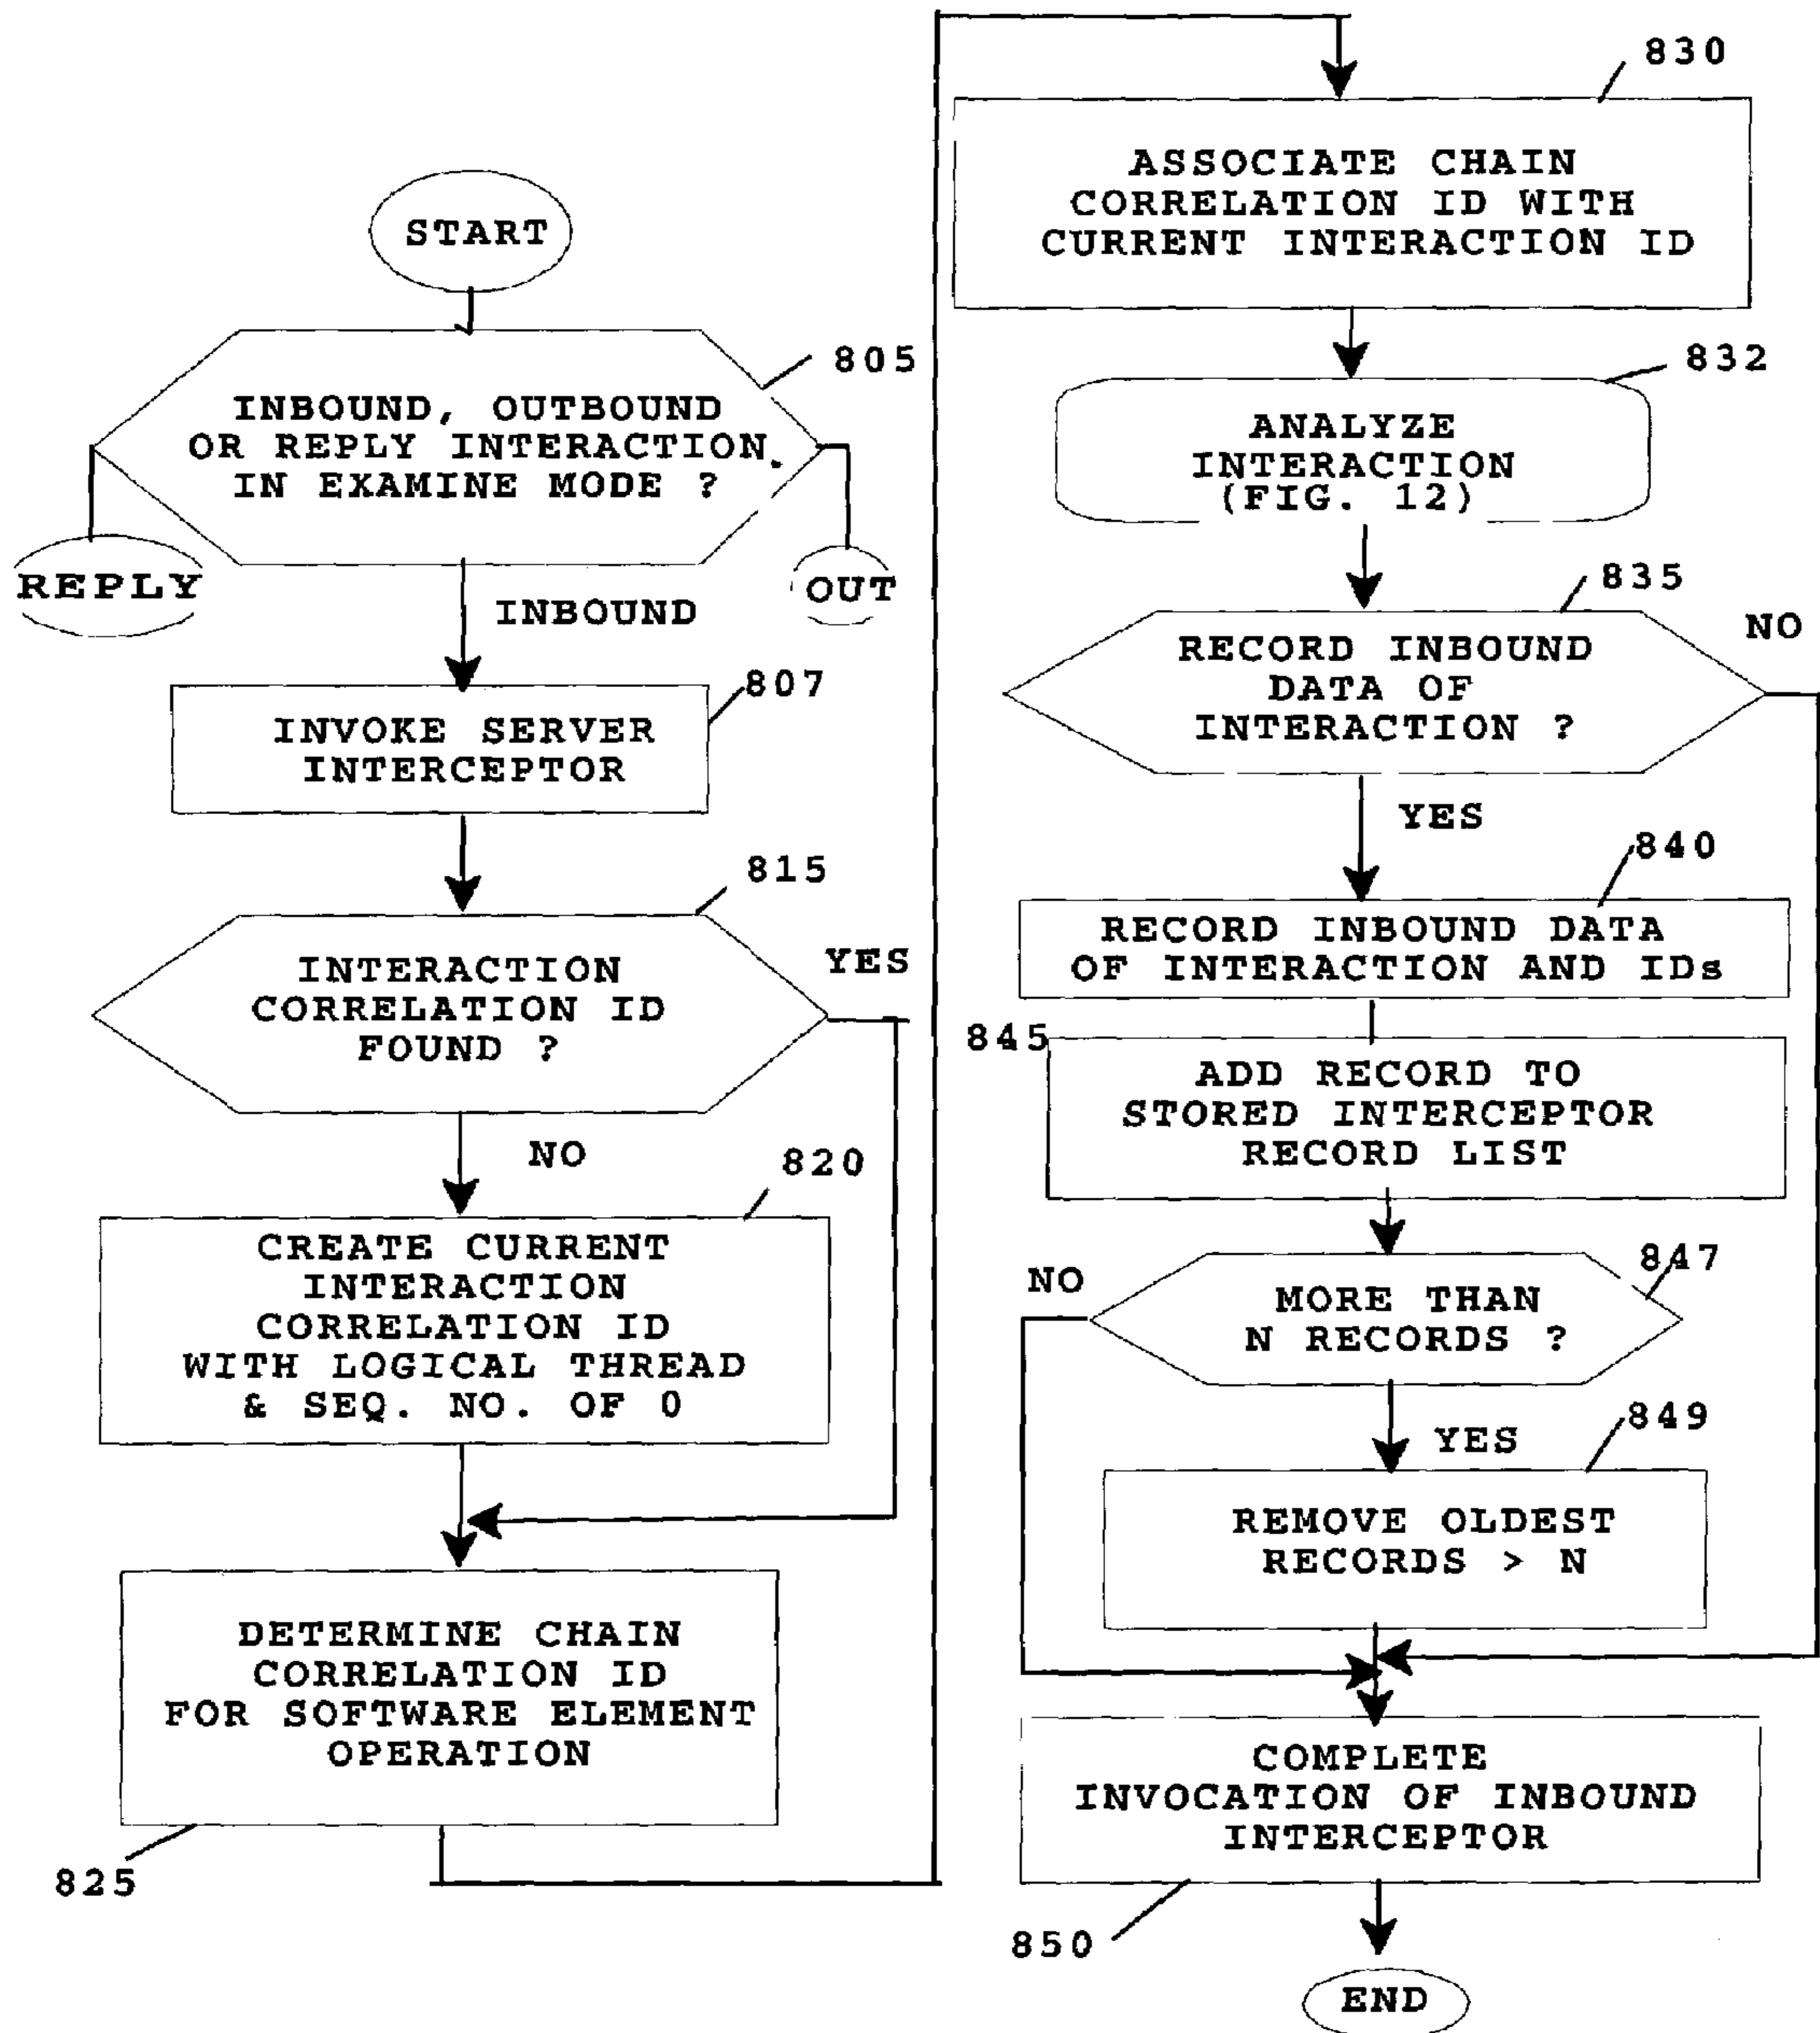 START
805
INBOUND, OUTBOUND
OR REPLY INTERACTION
IN EXAMINE MODE ?
REPLY
OUT
INBOUND
807
INVOKE SERVER
INTERCEPTOR
815
INTERACTION
CORRELATION ID
FOUND ?
YES
NO
820
CREATE CURRENT
INTERACTION
CORRELATION ID
WITH LOGICAL THREAD
& SEQ. NO. OF 0
DETERMINE CHAIN
CORRELATION ID
FOR SOFTWARE ELEMENT
OPERATION
825
830
ASSOCIATE CHAIN
CORRELATION ID WITH
CURRENT INTERACTION ID
832
ANALYZE
INTERACTION
(FIG. 12)
835
RECORD INBOUND
DATA OF
INTERACTION ?
NO
YES
840
RECORD INBOUND DATA
OF INTERACTION AND IDs
845
ADD RECORD TO
STORED INTERCEPTOR
RECORD LIST
847
NO
MORE THAN
N RECORDS ?
YES
849
REMOVE OLDEST
RECORDS > N
COMPLETE
INVOCATION OF INBOUND
INTERCEPTOR
850
END